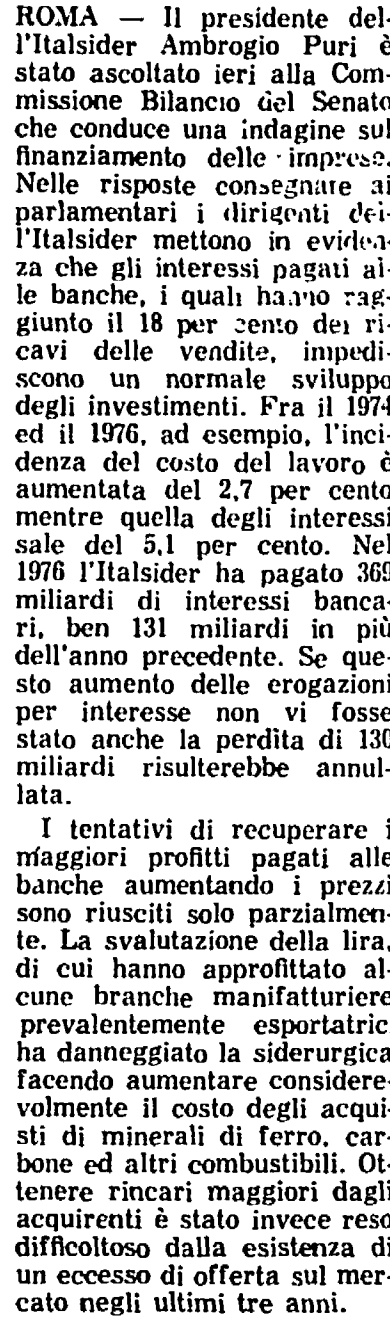 ROMA — Il presidente del-
l'Italsider Ambrogio Puri è
stato ascoltato ieri alla Com-
missione Bilancio del Senato
che conduce una indagine sul
finanziamento delle imprese.
Nelle risposte consegnate ai
parlamentari i dirigenti del-
l'Italsider mettono in eviden-
za che gli interessi pagati al-
le banche, i quali hanno rag-
giunto il 18 per cento dei ri-
cavi delle vendite, impedi-
scono un normale sviluppo
degli investimenti. Fra il 1974
ed il 1976, ad esempio, l'inci-
denza del costo del lavoro è
aumentata del 2,7 per cento
mentre quella degli interessi
sale del 5,1 per cento. Nel
1976 l'Italsider ha pagato 369
miliardi di interessi banca-
ri, ben 131 miliardi in più
dell'anno precedente. Se que-
sto aumento delle erogazioni
per interesse non vi fosse
stato anche la perdita di 130
miliardi risulterebbe annul-
lata.
I tentativi di recuperare i
maggiori profitti pagati alle
banche aumentando i prezzi
sono riusciti solo parzialmen-
te. La svalutazione della lira,
di cui hanno approfittato al-
cune branche manifatturiere
prevalentemente esportatric
ha danneggiato la siderurgica
facendo aumentare considere-
volmente il costo degli acqui-
sti di minerali di ferro, car-
bone ed altri combustibili. Ot-
tenere rincari maggiori dagli
acquirenti è stato invece reso
difficoltoso dalla esistenza di
un eccesso di offerta sul mer-
cato negli ultimi tre anni.